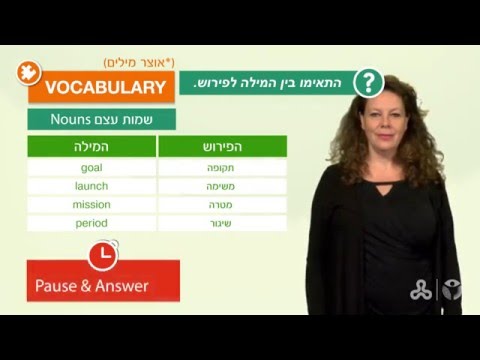 (*אוצר מילים)
VOCABULARY
התאימו בין המילה לפירוש.
?
שמות עצם Nouns
המילה הפירוש
goal תקופה
launch משימה
mission מטרה
period שיגור
Pause & Answer